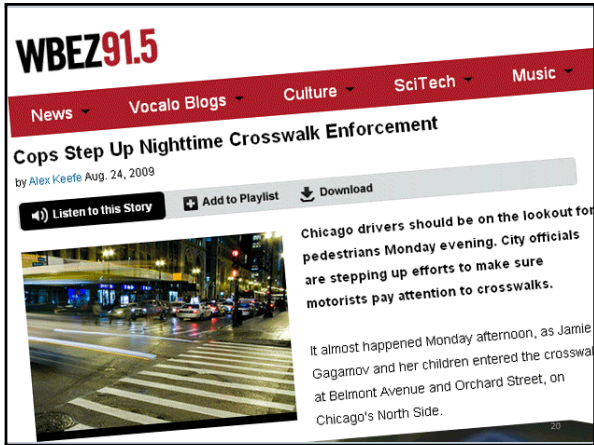 WBEZ91.5
News Vocalo Blogs Culture SciTech Music
Cops Step Up Nighttime Crosswalk Enforcement
by Alex Keefe Aug. 24, 2009
Listen to this Story Add to Playlist Download
Chicago drivers should be on the lookout for
pedestrians Monday evening. City officials
are stepping up efforts to make sure
motorists pay attention to crosswalks.
It almost happened Monday afternoon, as Jamie
Gagamov and her children entered the crosswal
at Belmont Avenue and Orchard Street, on
Chicago's North Side.
20